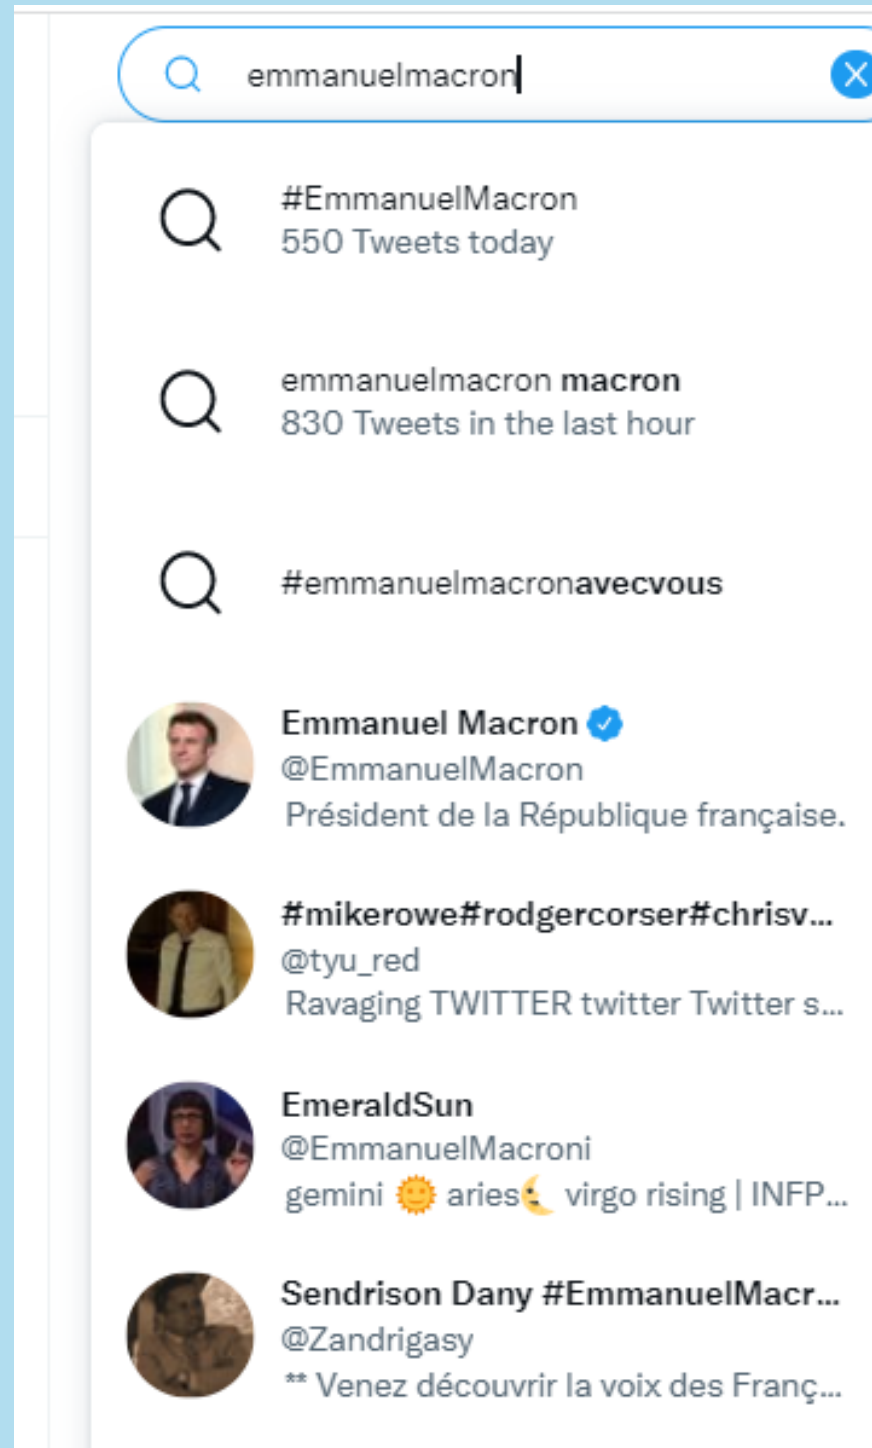 emmanuelmacron
#EmmanuelMacron
550 Tweets today
emmanuelmacron macron
830 Tweets in the last hour
#emmanuelmacronavecvous
Emmanuel Macron
@EmmanuelMacron
Président de la République française.
#mikerowe#rodgercorser#chrisv...
@tyu_red
Ravaging TWITTER twitter Twitter s...
EmeraldSun
@EmmanuelMacroni
gemini 🌞 aries🌜 virgo rising | INFP...
Sendrison Dany #EmmanuelMacr...
@Zandrigasy
** Venez découvrir la voix des Franç...